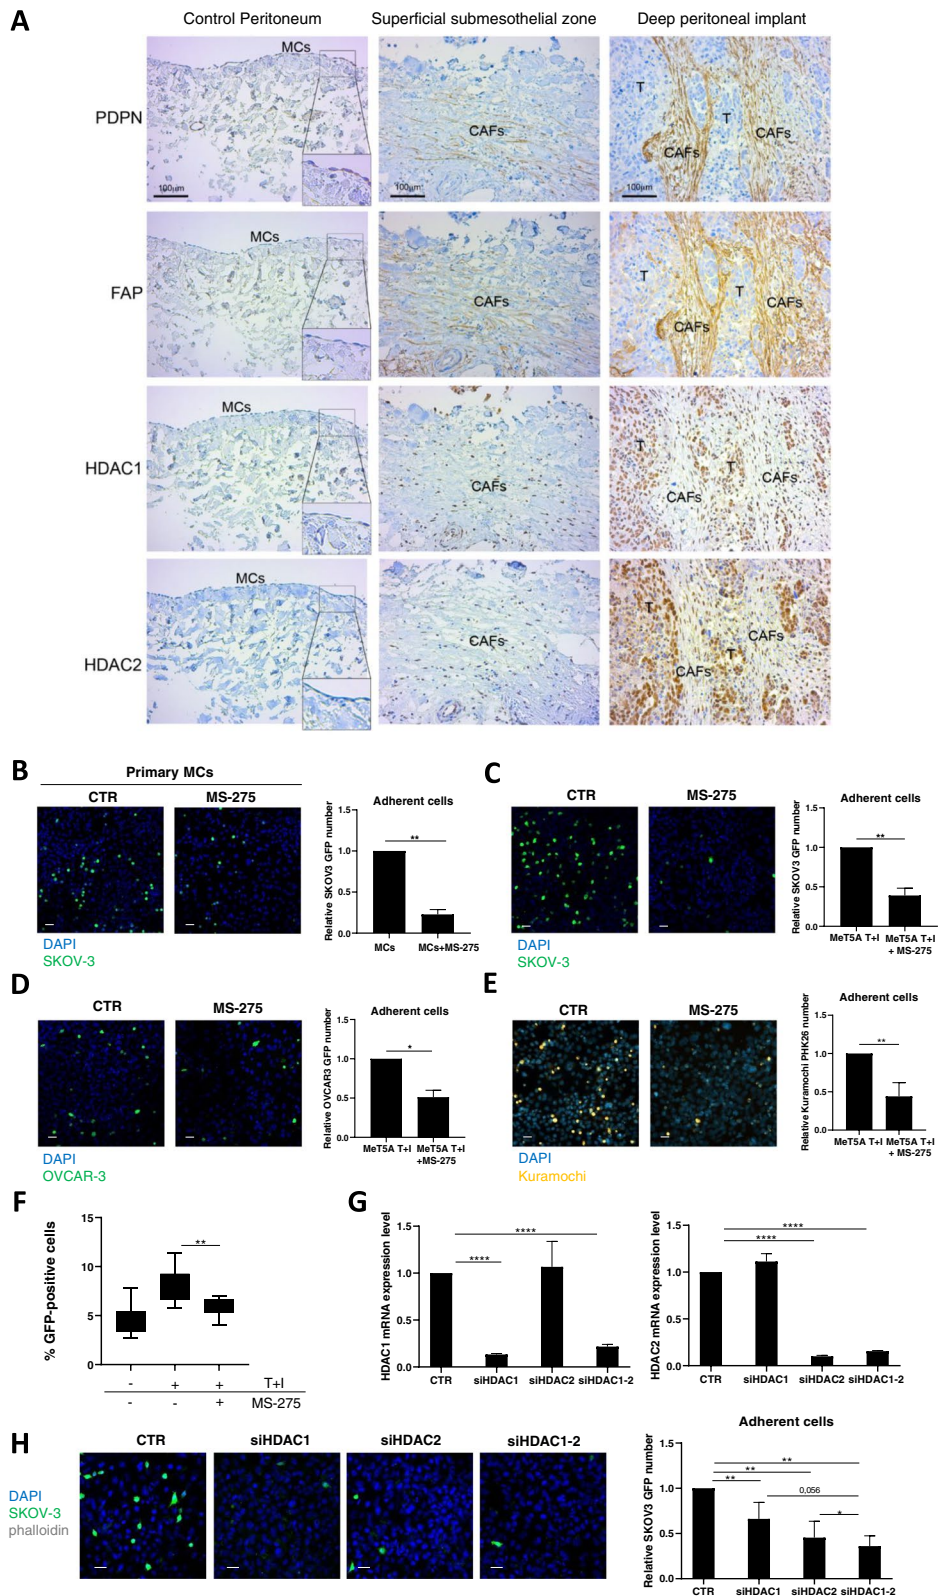 A
Control Peritoneum
Superficial submesothelial zone
Deep peritoneal implant
PDPN
MCs
100μm
CAFs
100μm
T
T
CAFs
CAFs
100μm
FAP
MCs
CAFs
T
T
CAFs
CAFs
HDAC1
MCs
CAFs
T
T
CAFs
CAFs
HDAC2
MCs
CAFs
T
T
CAFs
CAFs
B
Primary MCs
CTR
MS-275
DAPI
SKOV-3
Adherent cells
Relative SKOV3 GFP number
1.5
1.0
0.5
0.0
**
MCs
MCs+MS-275
C
CTR
MS-275
DAPI
SKOV-3
Adherent cells
Relative SKOV3 GFP number
1.5
1.0
0.5
0.0
**
MeT5A T+I
MeT5A T+I
+ MS-275
D
CTR
MS-275
DAPI
OVCAR-3
Adherent cells
Relative OVCAR3 GFP number
1.5
1.0
0.5
0.0
*
MeT5A T+I
MeT5A T+I
+MS-275
E
CTR
MS-275
DAPI
Kuramochi
Adherent cells
Relative Kuramochi PHK26 number
1.5
1.0
0.5
0.0
**
MeT5A T+I
MeT5A T+I
+ MS-275
F
% GFP-positive cells
15
10
5
0
**
- + + T+I
- - + MS-275
G
HDAC1 mRNA expression level
1.5
1.0
0.5
0.0
****
****
CTR
siHDAC1
siHDAC2
siHDAC1-2
HDAC2 mRNA expression level
1.5
1.0
0.5
0.0
****
****
CTR
siHDAC1
siHDAC2
siHDAC1-2
H
CTR
siHDAC1
siHDAC2
siHDAC1-2
DAPI
SKOV-3
phalloidin
Adherent cells
Relative SKOV3 GFP number
1.5
1.0
0.5
0.0
**
**
**
0,056
*
CTR
siHDAC1
siHDAC2
siHDAC1-2